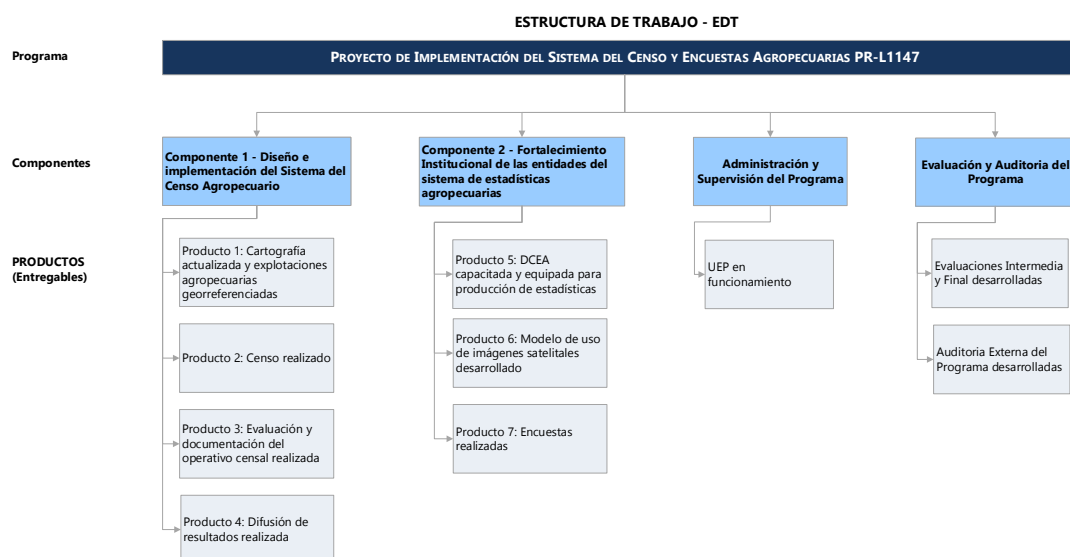 ESTRUCTURA DE TRABAJO - EDT
Programa
PROYECTO DE IMPLEMENTACIÓN DEL SISTEMA DEL CENSO Y ENCUESTAS AGROPECUARIAS PR-L1147
Componentes
Componente 1 - Diseño e
implementación del Sistema del
Censo Agropecuario
Componente 2 - Fortalecimiento
Institucional de las entidades del
sistema de estadísticas
agropecuarias
Administración y
Supervisión del Programa
Evaluación y Auditoria del
Programa
PRODUCTOS
(Entregables)
Producto 1: Cartografía
actualizada y explotaciones
agropecuarias
georreferenciadas
Producto 2: Censo realizado
Producto 3: Evaluación y
documentación del
operativo censal realizada
Producto 4: Difusión de
resultados realizada
Producto 5: DCEA
capacitada y equipada para
producción de estadísticas
Producto 6: Modelo de uso
de imágenes satelitales
desarrollado
Producto 7: Encuestas
realizadas
UEP en
funcionamiento
Evaluaciones Intermedia
y Final desarrolladas
Auditoria Externa del
Programa desarrolladas